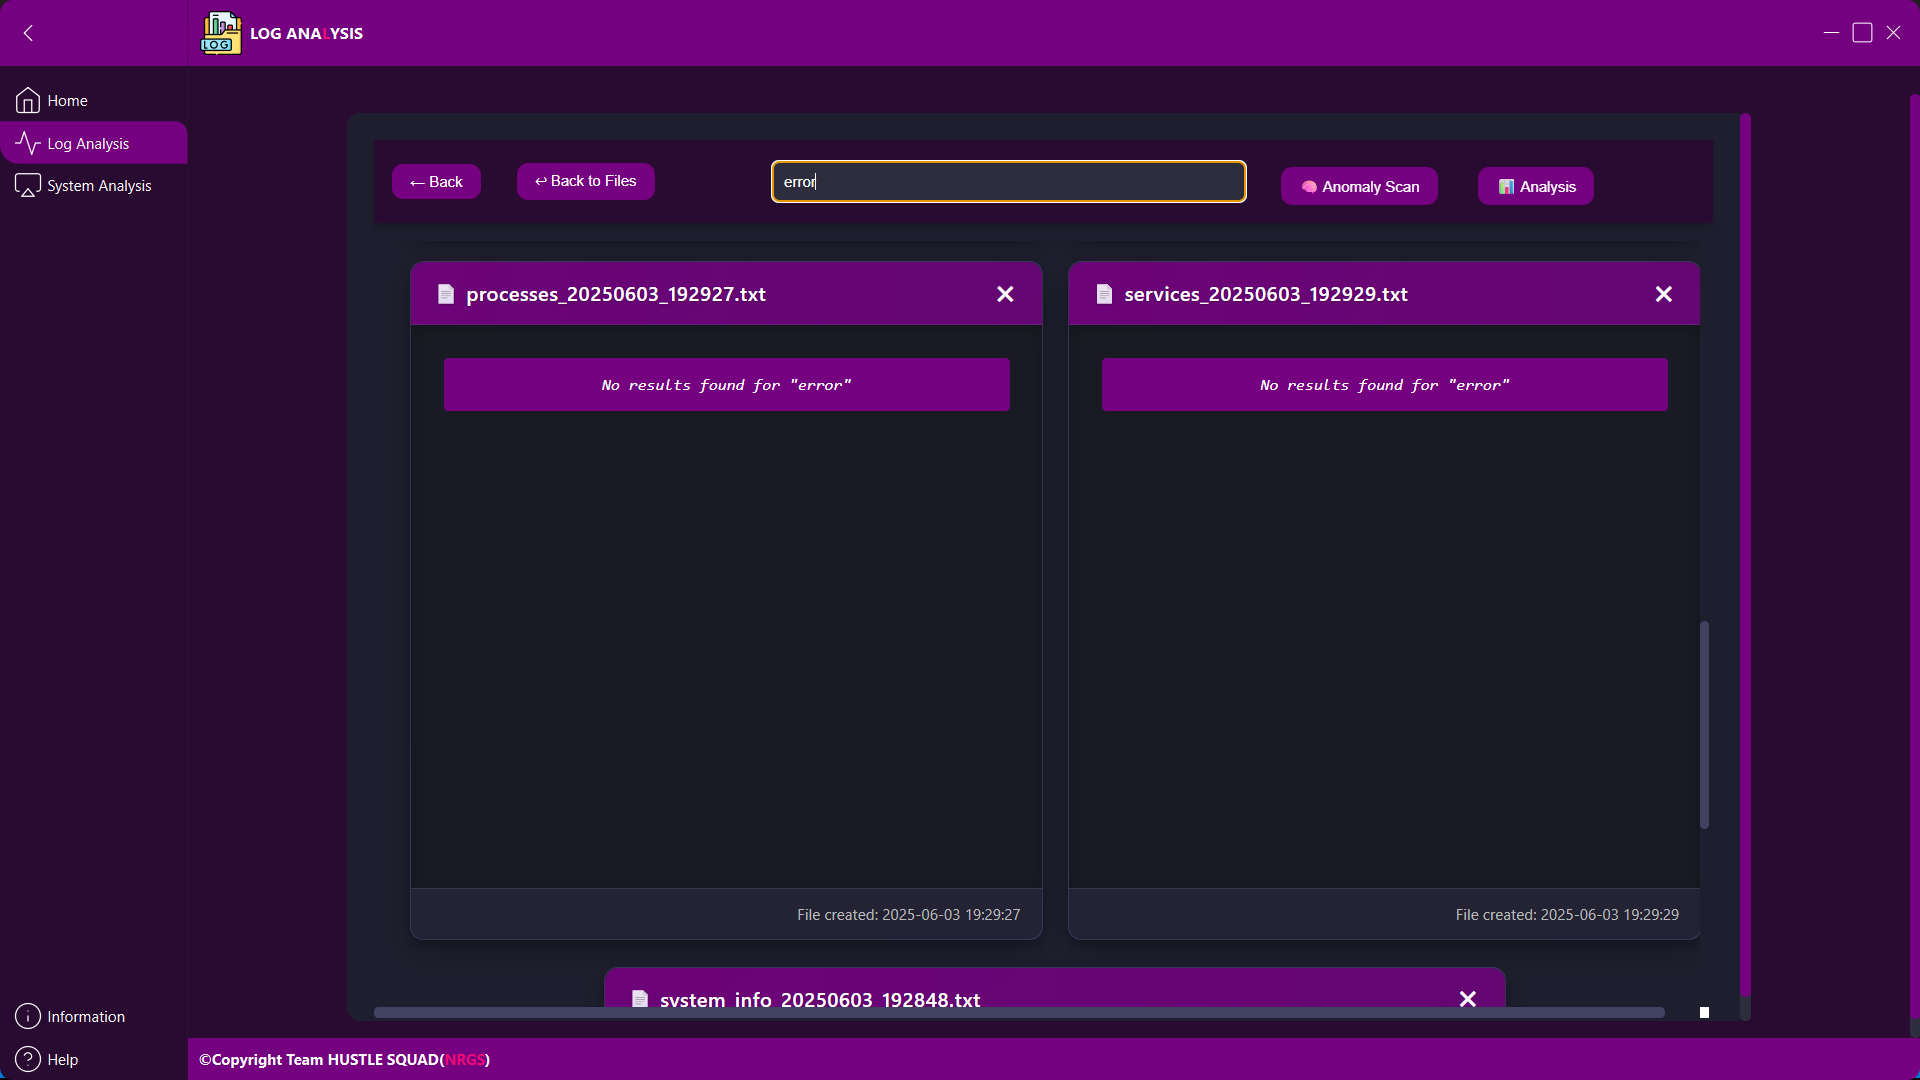 LOG
LOG ANALYSIS
Home
Log Analysis
System Analysis
← Back
↩ Back to Files
error
Anomaly Scan
Analysis
processes_20250603_192927.txt
services_20250603_192929.txt
No results found for "error"
No results found for "error"
File created: 2025-06-03 19:29:27
File created: 2025-06-03 19:29:29
system_info_20250603_192848.txt
Information
Help
©Copyright Team HUSTLE SQUAD(NRGS)